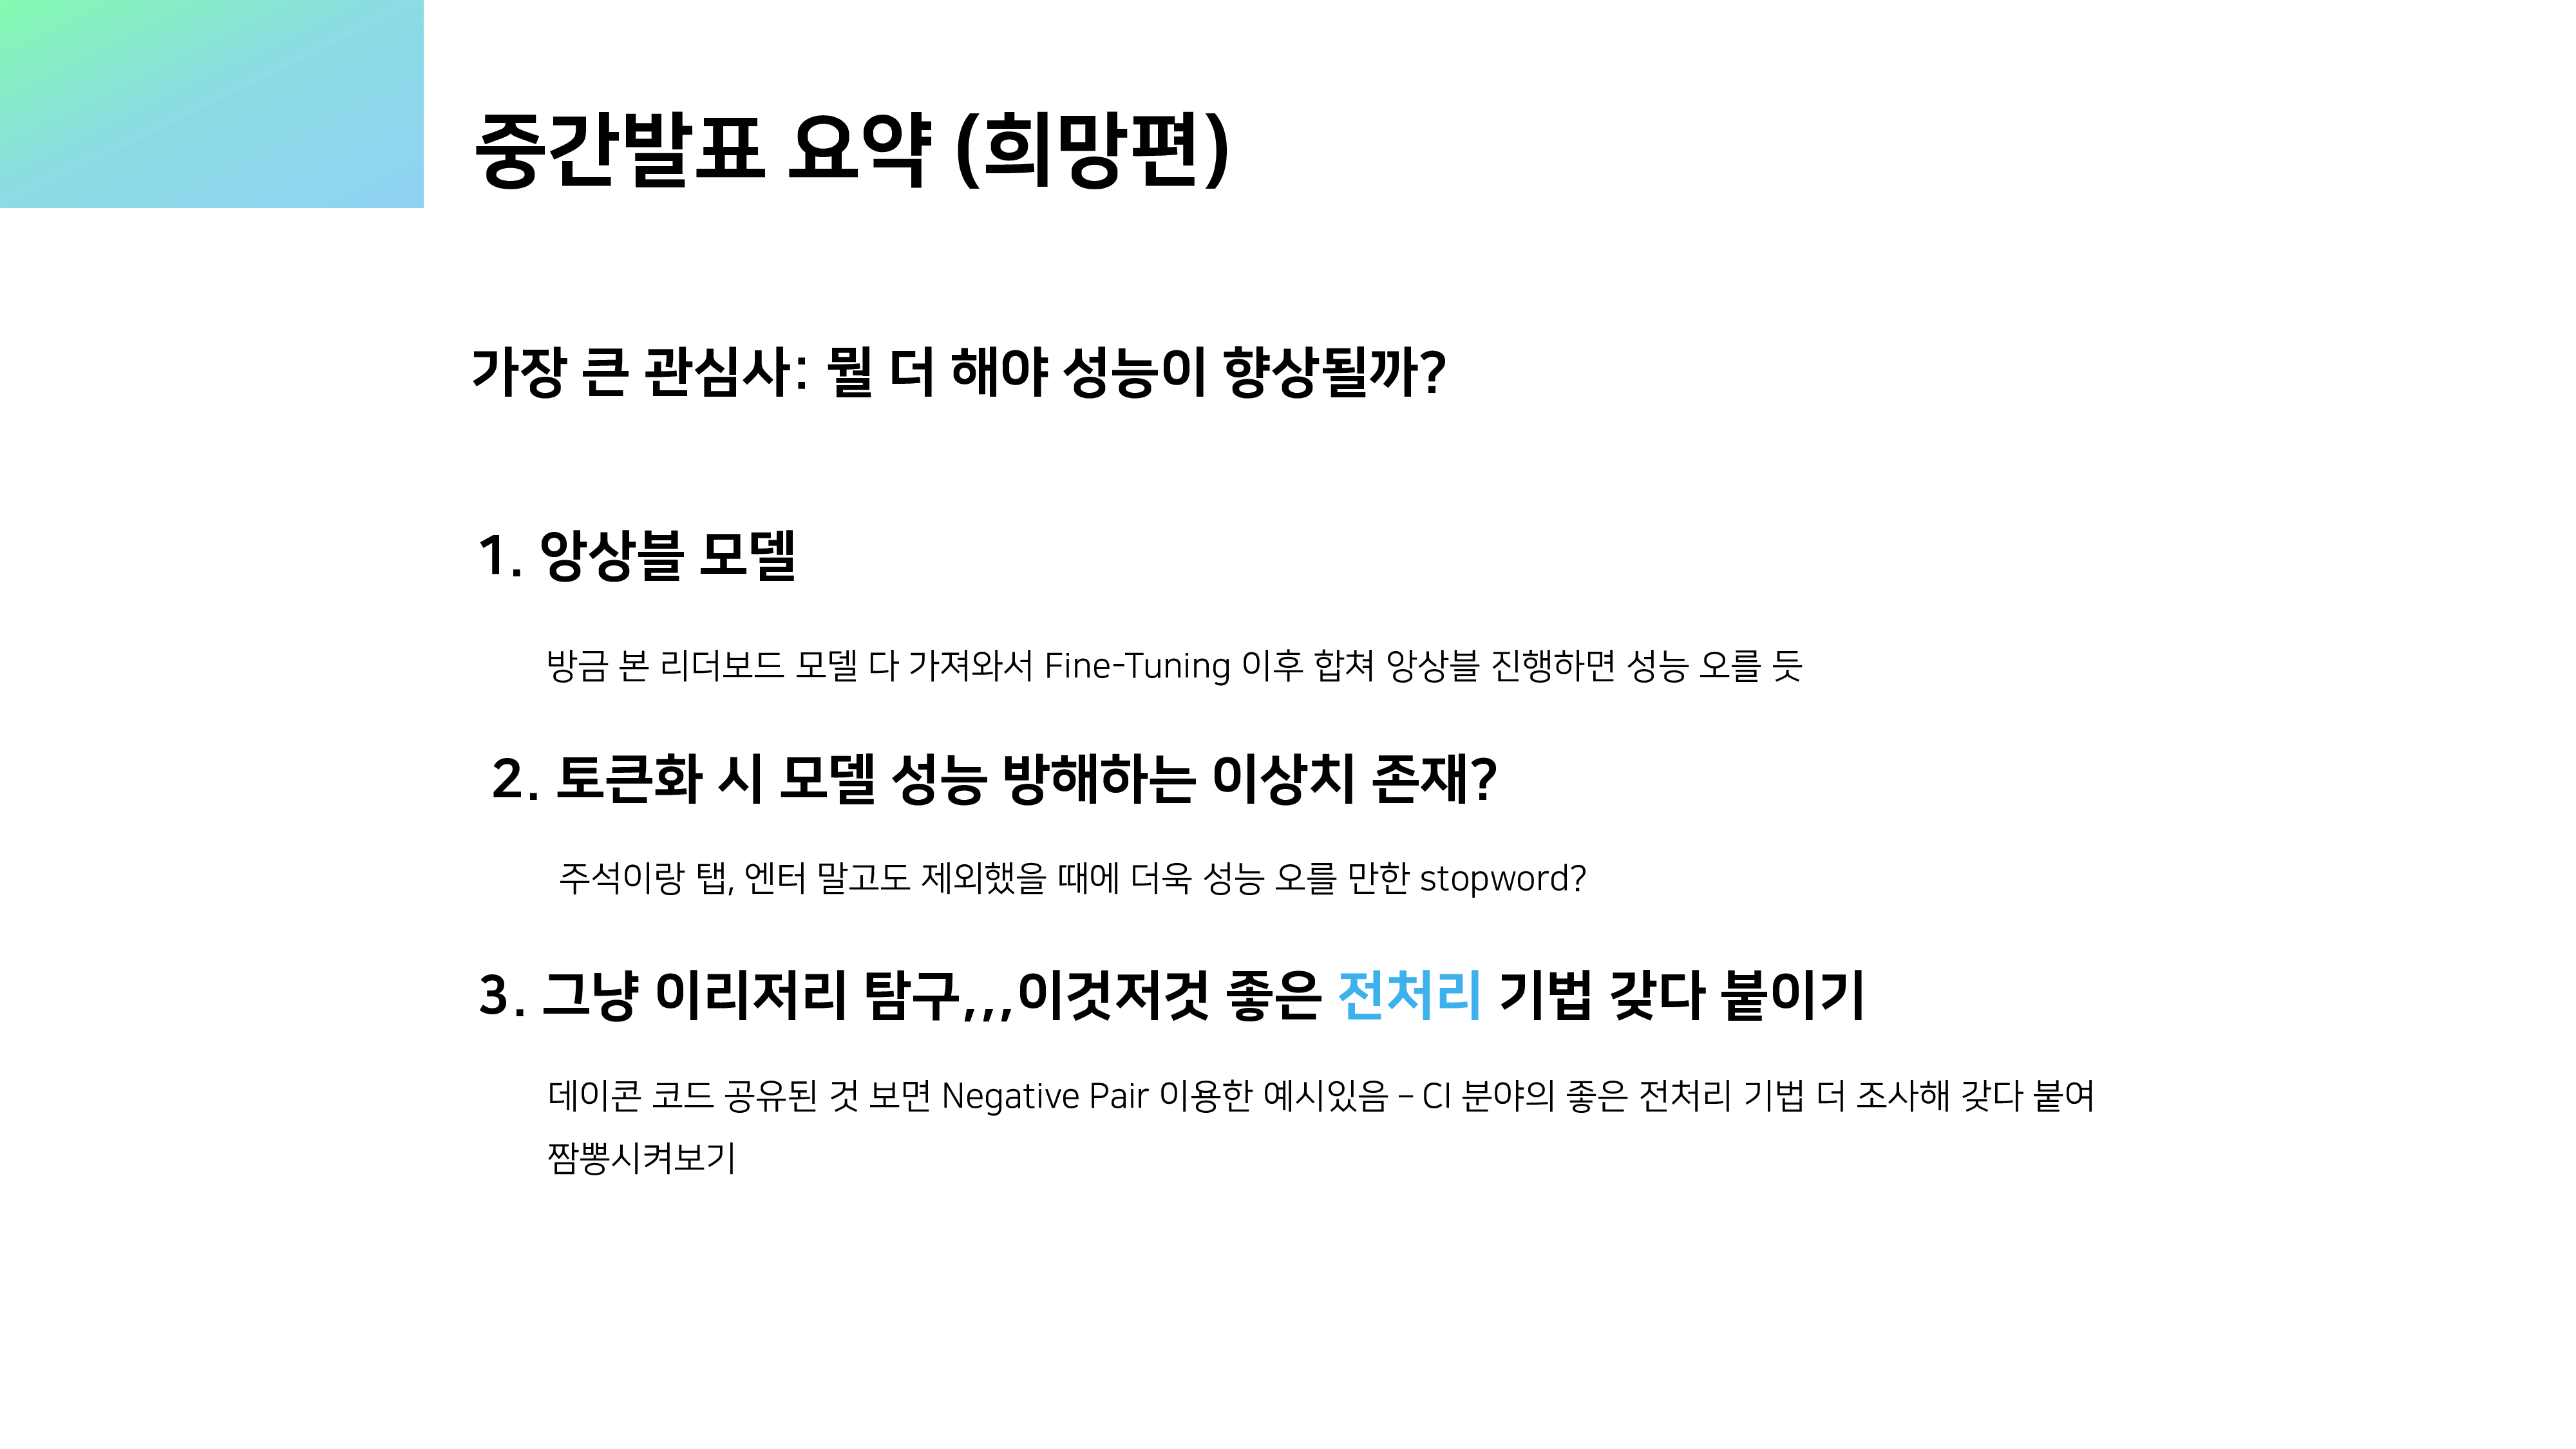 중간발표 요약 (희망편)
가장 큰 관심사: 뭘 더 해야 성능이 향상될까?
1. 앙상블 모델
방금 본 리더보드 모델 다 가져와서 Fine-Tuning 이후 합쳐 앙상블 진행하면 성능 오를 듯
2. 토큰화 시 모델 성능 방해하는 이상치 존재?
주석이랑 탭, 엔터 말고도 제외했을 때에 더욱 성능 오를 만한 stopword?
3. 그냥 이리저리 탐구,,,이것저것 좋은 전처리 기법 갖다 붙이기
데이콘 코드 공유된 것 보면 Negative Pair 이용한 예시있음 – CI 분야의 좋은 전처리 기법 더 조사해 갖다 붙여
짬뽕시켜보기